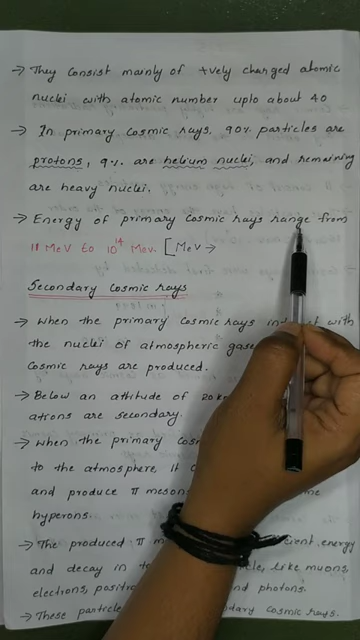 → They consist mainly of +vely charged atomic
nuclei with atomic number upto about 40
→ In primary cosmic rays, 90% particles are
protons, 9% are helium nuclei, and remaining
are heavy nuclei.
→ Energy of primary cosmic rays range from
11 MeV to 10^14 Mev. [MeV →
Secondary Cosmic Rays
→ When the primary cosmic rays with
the nuclei of atmospheric
cosmic rays are produced.
→ Below an attitude of 20
ations are secondary.
→ When the primary
to the atmosphere, it
and produce π mesons
hyperons.
→ The produced π energy
and decay in like muons,
electrons, and photons.
→ These cosmic rays.